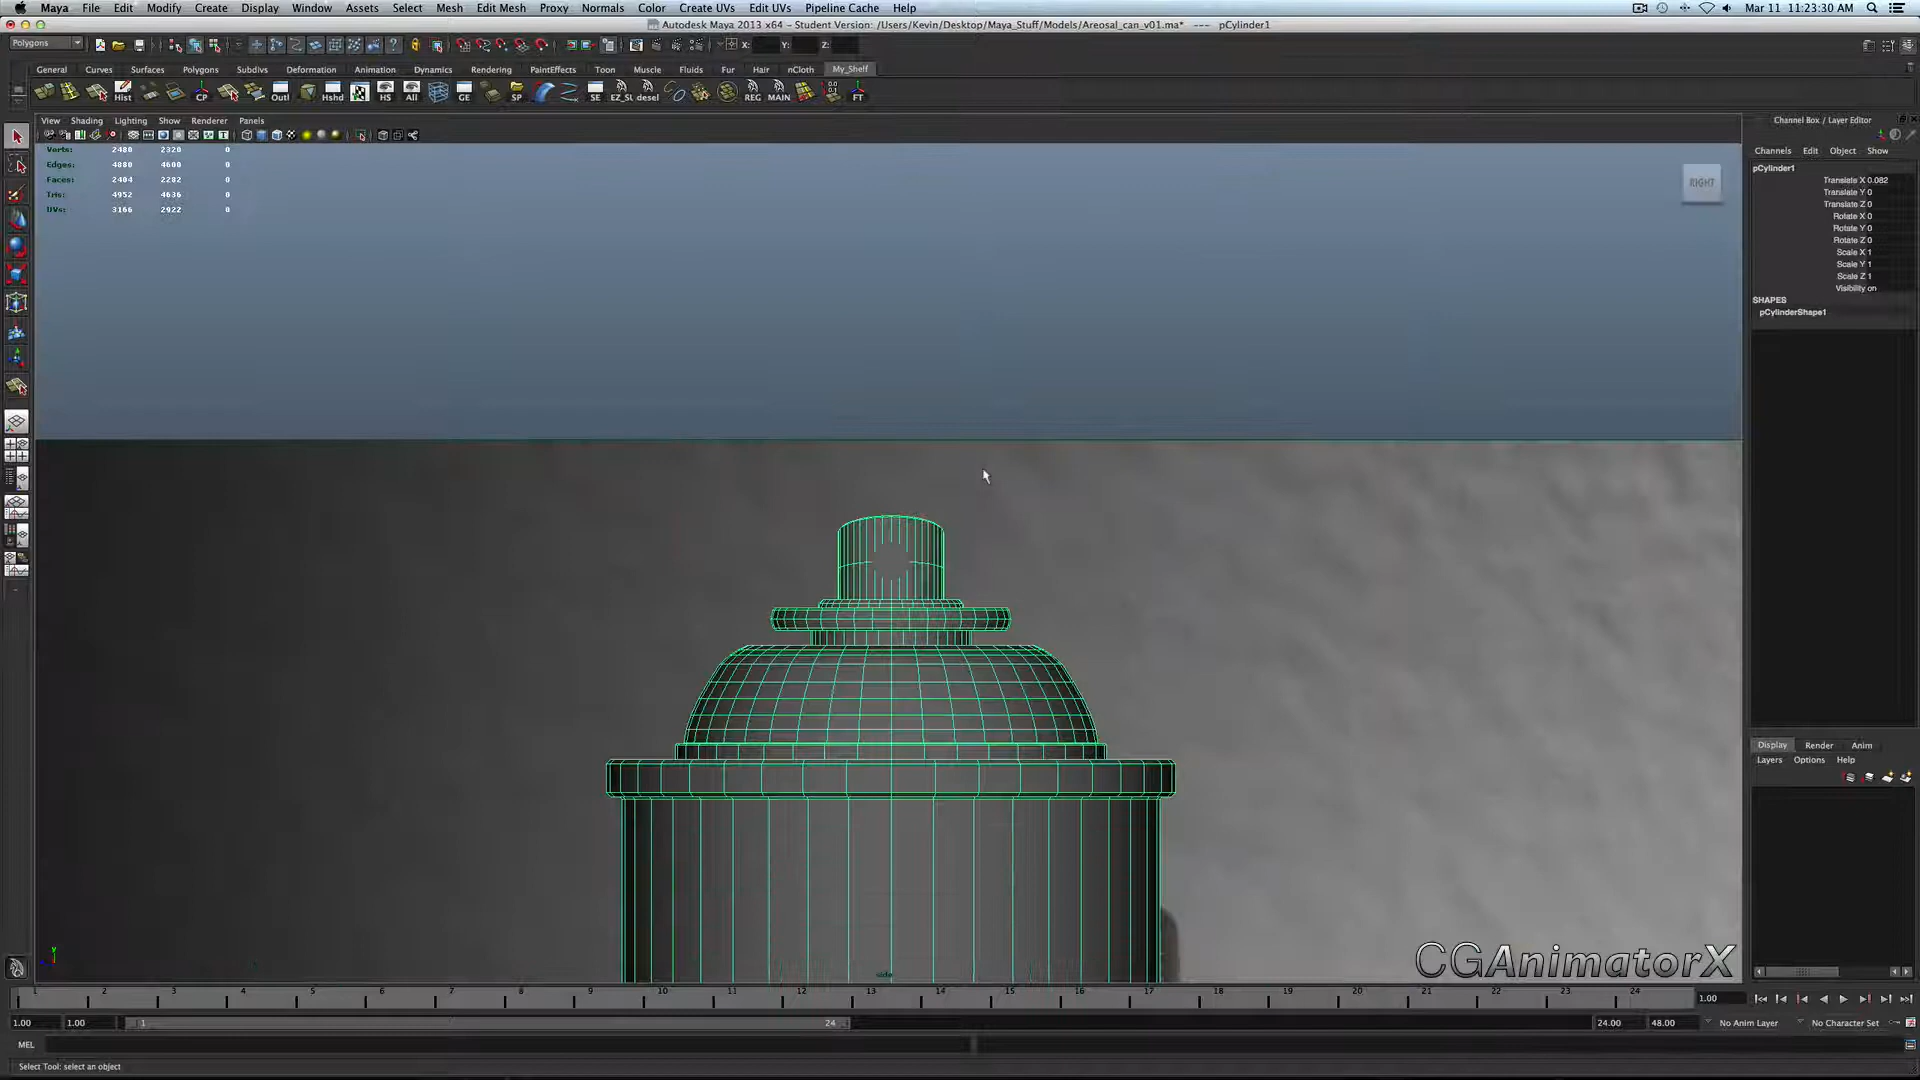 Maya File Edit Modify Create Display Window Assets Select Mesh Edit Mesh Proxy Normals Color Create UVs Edit UVs Pipeline Cache Help Mar 11 11:23:30 AM
Autodesk Maya 2013 x64 - Student Version: /Users/Kevin/Desktop/Maya_Stuff/Models/Areosal_can_v01.ma* --- pCylinder1
Polygons X: Y: Z:
General Curves Surfaces Polygons Subdivs Deformation Animation Dynamics Rendering PaintEffects Toon Muscle Fluids Fur Hair nCloth My_Shelf
Hist CP Outl Hshd HS All GE SP SE EZ_SL desel REG MAIN FT
View Shading Lighting Show Renderer Panels
Channel Box / Layer Editor
Verts: 2480 2320 0
Edges: 4880 4600 0
Faces: 2404 2282 0
Tris: 4952 4636 0
UVs: 3166 2922 0
RIGHT
Channels Edit Object Show
pCylinder1
Translate X 0.082
Translate Y 0
Translate Z 0
Rotate X 0
Rotate Y 0
Rotate Z 0
Scale X 1
Scale Y 1
Scale Z 1
Visibility on
SHAPES
pCylinderShape1
Display Render Anim
Layers Options Help
CGAnimatorX
y
side
1 2 3 4 5 6 7 8 9 10 11 12 13 14 15 16 17 18 19 20 21 22 23 24 1.00
1.00 1.00 1 24 24.00 48.00 No Anim Layer No Character Set
MEL
Select Tool: select an object